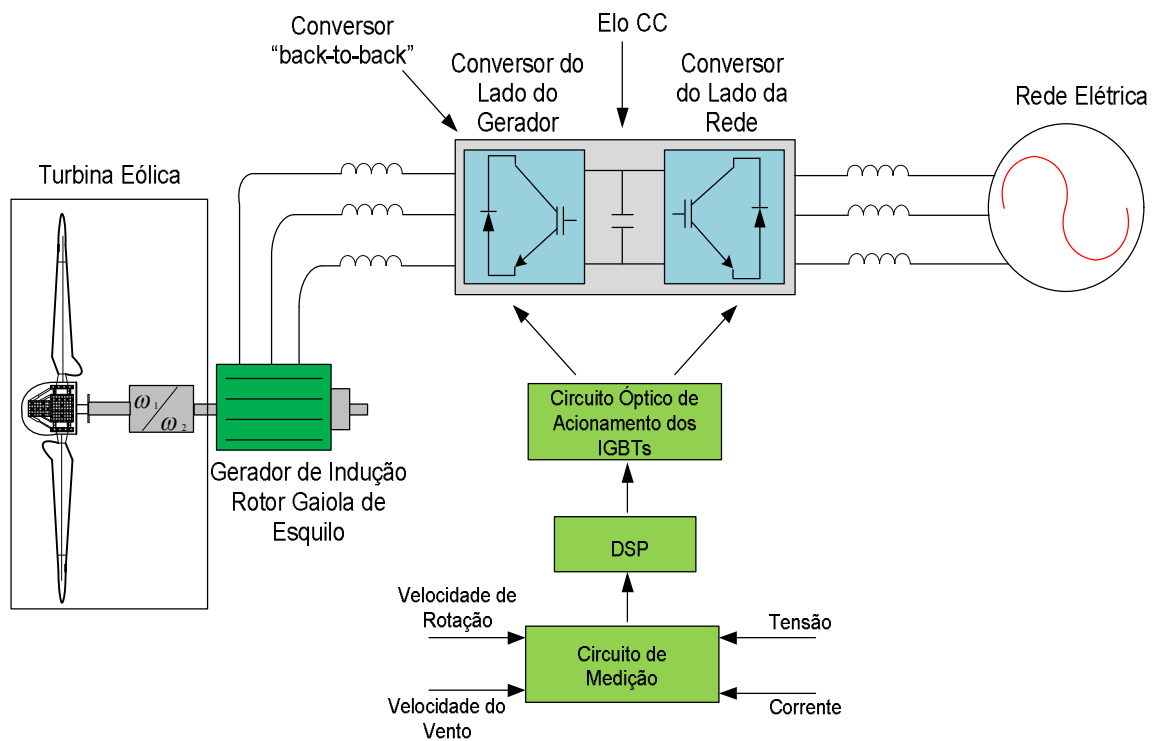 Conversor
“back-to-back”
Elo CC
Conversor do
Lado do
Gerador
Conversor
do Lado da
Rede
Rede Elétrica
Turbina Eólica
ω1/ω2
Gerador de Indução
Rotor Gaiola de
Esquilo
Circuito Óptico de
Acionamento dos
IGBTs
DSP
Velocidade de
Rotação
Tensão
Circuito de
Medição
Velocidade do
Vento
Corrente